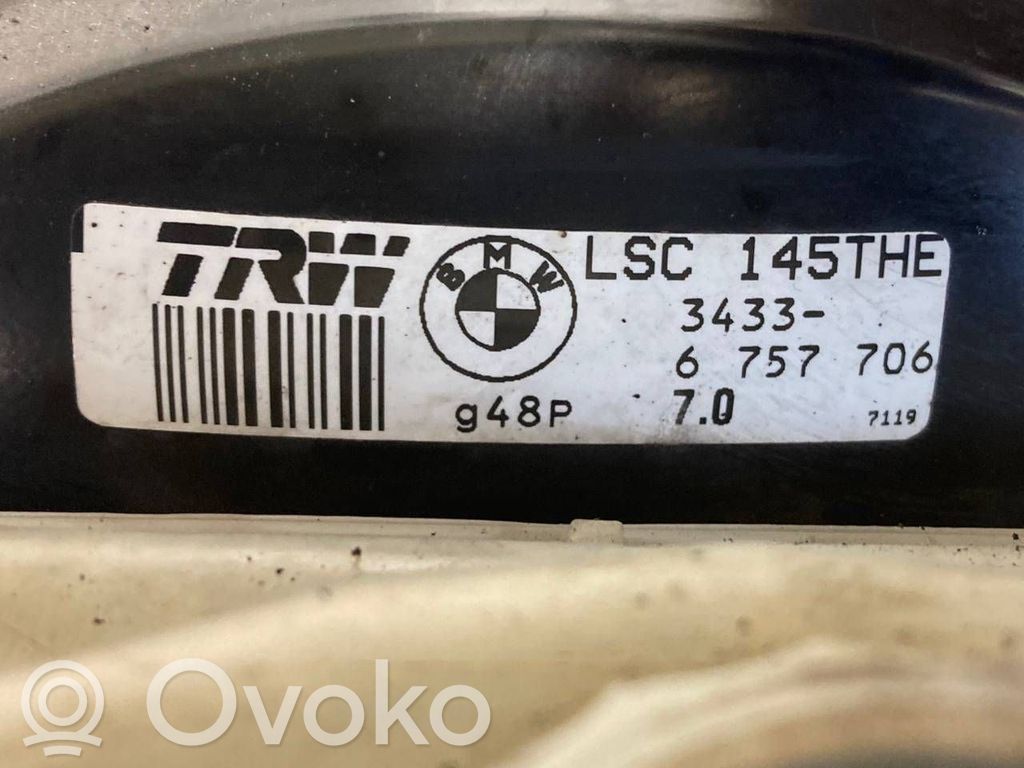 TRW
BMW
LSC 145THE
3433-
6 757 706
g48P
7.0
7119
Ovoko